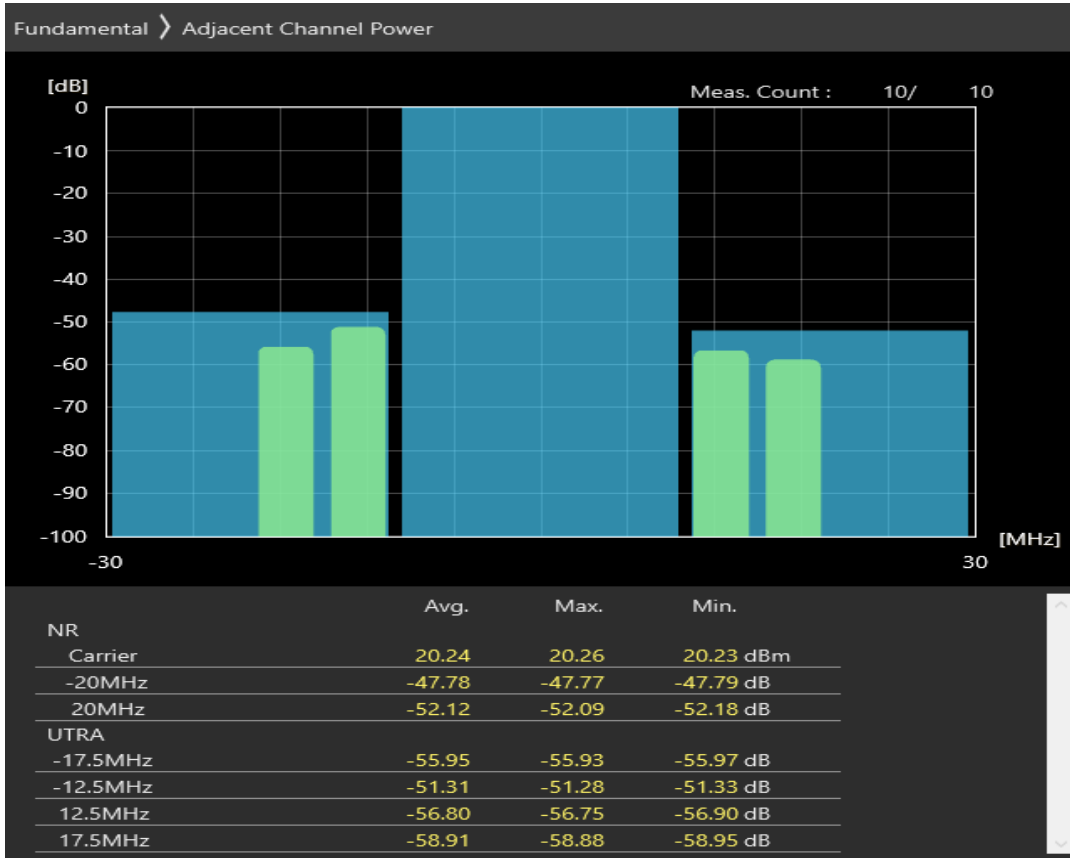 Fundamental ❯ Adjacent Channel Power
[dB]
Meas. Count : 10/ 10
0
-10
-20
-30
-40
-50
-60
-70
-80
-90
-100
[MHz]
-30 30
Avg. Max. Min.
NR
Carrier 20.24 20.26 20.23 dBm
-20MHz -47.78 -47.77 -47.79 dB
20MHz -52.12 -52.09 -52.18 dB
UTRA
-17.5MHz -55.95 -55.93 -55.97 dB
-12.5MHz -51.31 -51.28 -51.33 dB
12.5MHz -56.80 -56.75 -56.90 dB
17.5MHz -58.91 -58.88 -58.95 dB